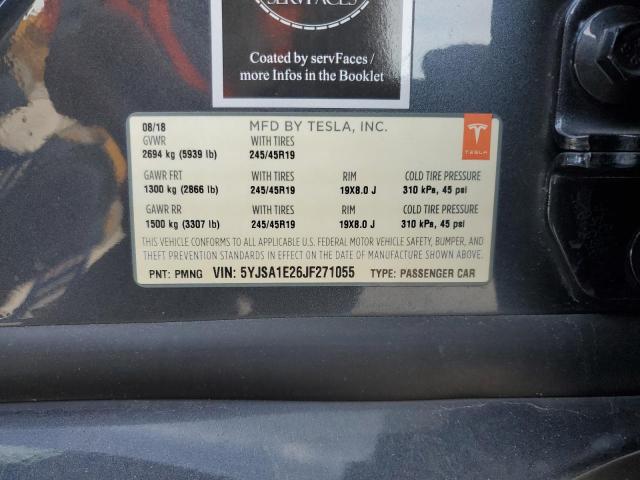 SERVFACES
Coated by servFaces /
more Infos in the Booklet
08/18 MFD BY TESLA, INC.
GVWR WITH TIRES
2694 kg (5939 lb) 245/45R19
TESLA
GAWR FRT WITH TIRES RIM COLD TIRE PRESSURE
1300 kg (2866 lb) 245/45R19 19X8.0 J 310 kPa, 45 psi
GAWR RR WITH TIRES RIM COLD TIRE PRESSURE
1500 kg (3307 lb) 245/45R19 19X8.0 J 310 kPa, 45 psi
THIS VEHICLE CONFORMS TO ALL APPLICABLE U.S. FEDERAL MOTOR VEHICLE SAFETY, BUMPER, AND
THEFT PREVENTION STANDARDS IN EFFECT ON THE DATE OF MANUFACTURE SHOWN ABOVE.
PNT: PMNG VIN: 5YJSA1E26JF271055 TYPE: PASSENGER CAR